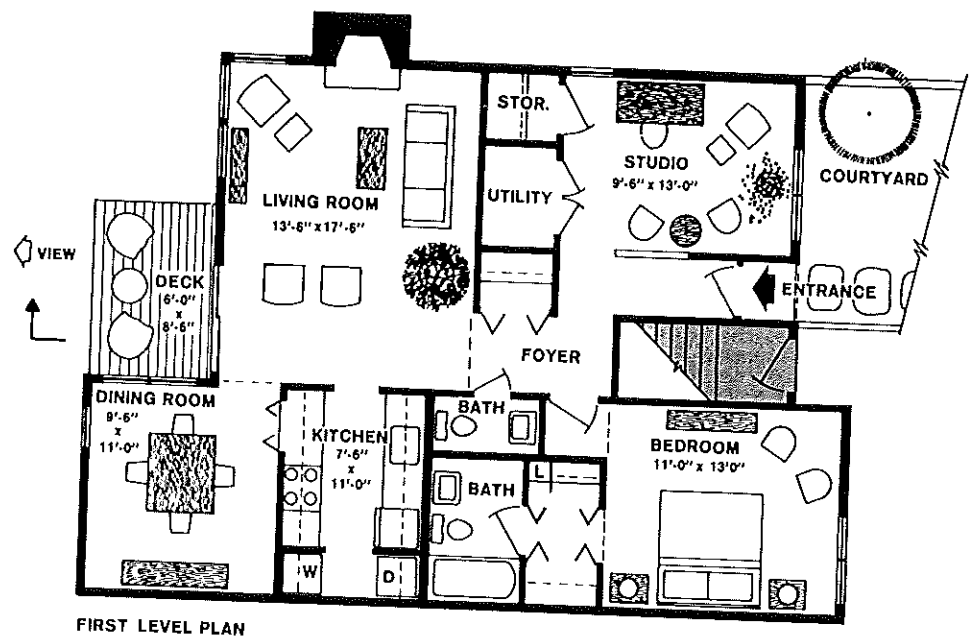 STOR.
STUDIO
9'-6" x 13'-0"
COURTYARD
UTILITY
LIVING ROOM
13'-6" x 17'-6"
VIEW
DECK
6'-0"
x
8'-6"
ENTRANCE
FOYER
DINING ROOM
9'-6"
x
11'-0"
BATH
KITCHEN
7'-6"
x
11'-0"
BEDROOM
11'-0" x 13'0"
BATH
L
W
D
FIRST LEVEL PLAN